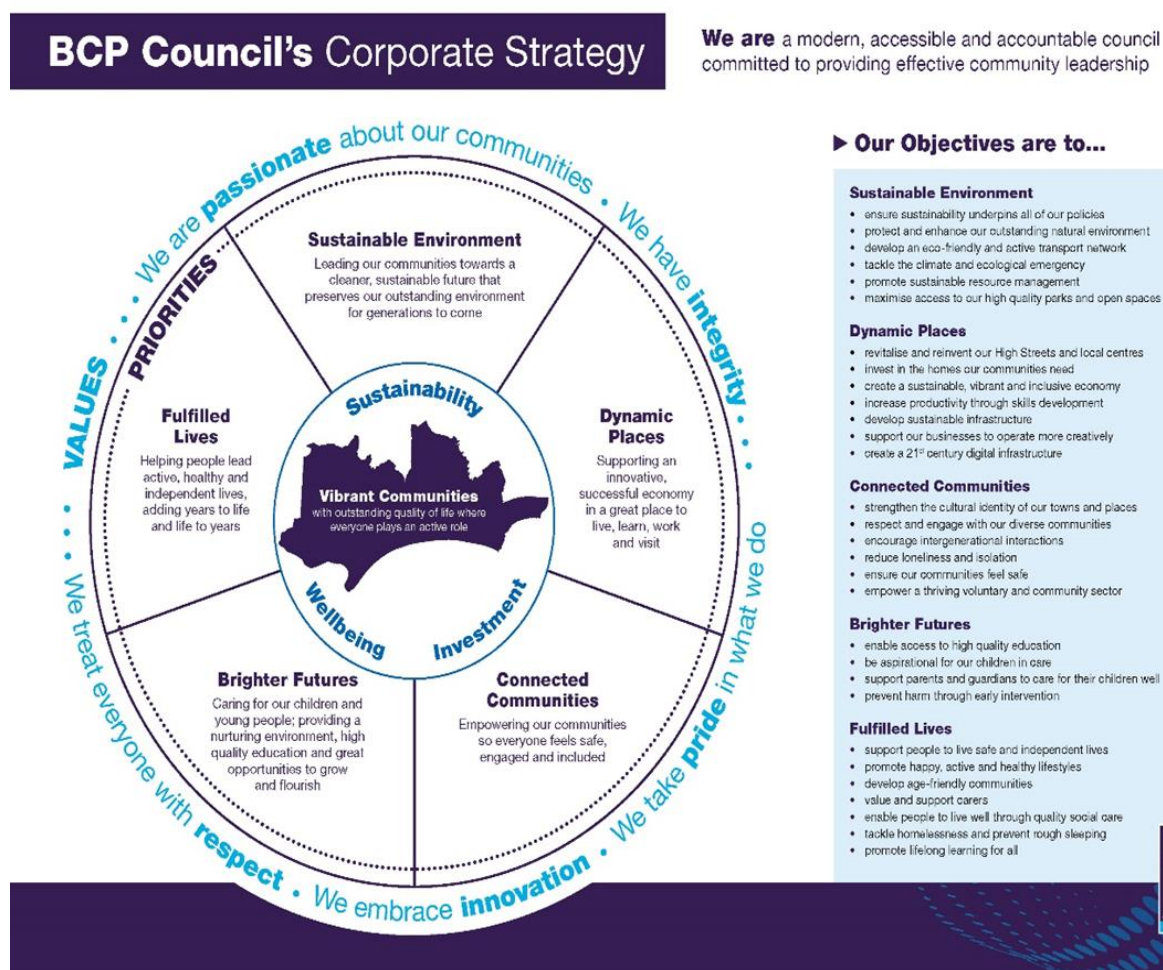 BCP Council's Corporate Strategy
We are a modern, accessible and accountable council
committed to providing effective community leadership
VALUES . . . . We are passionate about our communities . We have integrity . . . .
We take pride in what we do
. We embrace innovation .
. . . . We treat everyone with respect
PRIORITIES
Sustainable Environment
Leading our communities towards a
cleaner, sustainable future that
preserves our outstanding environment
for generations to come
Dynamic
Places
Supporting an
innovative,
successful economy
in a great place to
live, learn, work
and visit
Connected
Communities
Empowering our communities
so everyone feels safe,
engaged and included
Brighter Futures
Caring for our children and
young people; providing a
nurturing environment, high
quality education and great
opportunities to grow
and flourish
Fulfilled
Lives
Helping people lead
active, healthy and
independent lives,
adding years to life
and life to years
Sustainability
Vibrant Communities
with outstanding quality of life where
everyone plays an active role
Wellbeing
Investment
▶ Our Objectives are to...
Sustainable Environment
• ensure sustainability underpins all of our policies
• protect and enhance our outstanding natural environment
• develop an eco-friendly and active transport network
• tackle the climate and ecological emergency
• promote sustainable resource management
• maximise access to our high quality parks and open spaces
Dynamic Places
• revitalise and reinvent our High Streets and local centres
• invest in the homes our communities need
• create a sustainable, vibrant and inclusive economy
• increase productivity through skills development
• develop sustainable infrastructure
• support our businesses to operate more creatively
• create a 21st century digital infrastructure
Connected Communities
• strengthen the cultural identity of our towns and places
• respect and engage with our diverse communities
• encourage intergenerational interactions
• reduce loneliness and isolation
• ensure our communities feel safe
• empower a thriving voluntary and community sector
Brighter Futures
• enable access to high quality education
• be aspirational for our children in care
• support parents and guardians to care for their children well
• prevent harm through early intervention
Fulfilled Lives
• support people to live safe and independent lives
• promote happy, active and healthy lifestyles
• develop age-friendly communities
• value and support carers
• enable people to live well through quality social care
• tackle homelessness and prevent rough sleeping
• promote lifelong learning for all